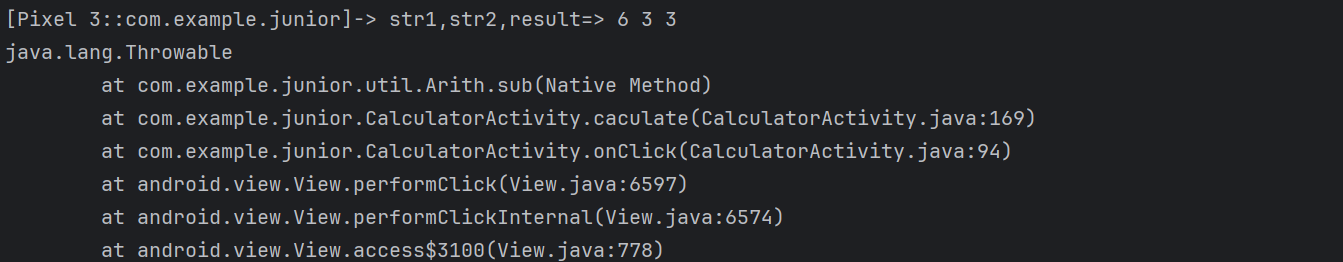 [Pixel 3::com.example.junior]-> str1,str2,result=> 6 3 3
java.lang.Throwable
at com.example.junior.util.Arith.sub(Native Method)
at com.example.junior.CalculatorActivity.caculate(CalculatorActivity.java:169)
at com.example.junior.CalculatorActivity.onClick(CalculatorActivity.java:94)
at android.view.View.performClick(View.java:6597)
at android.view.View.performClickInternal(View.java:6574)
at android.view.View.access$3100(View.java:778)